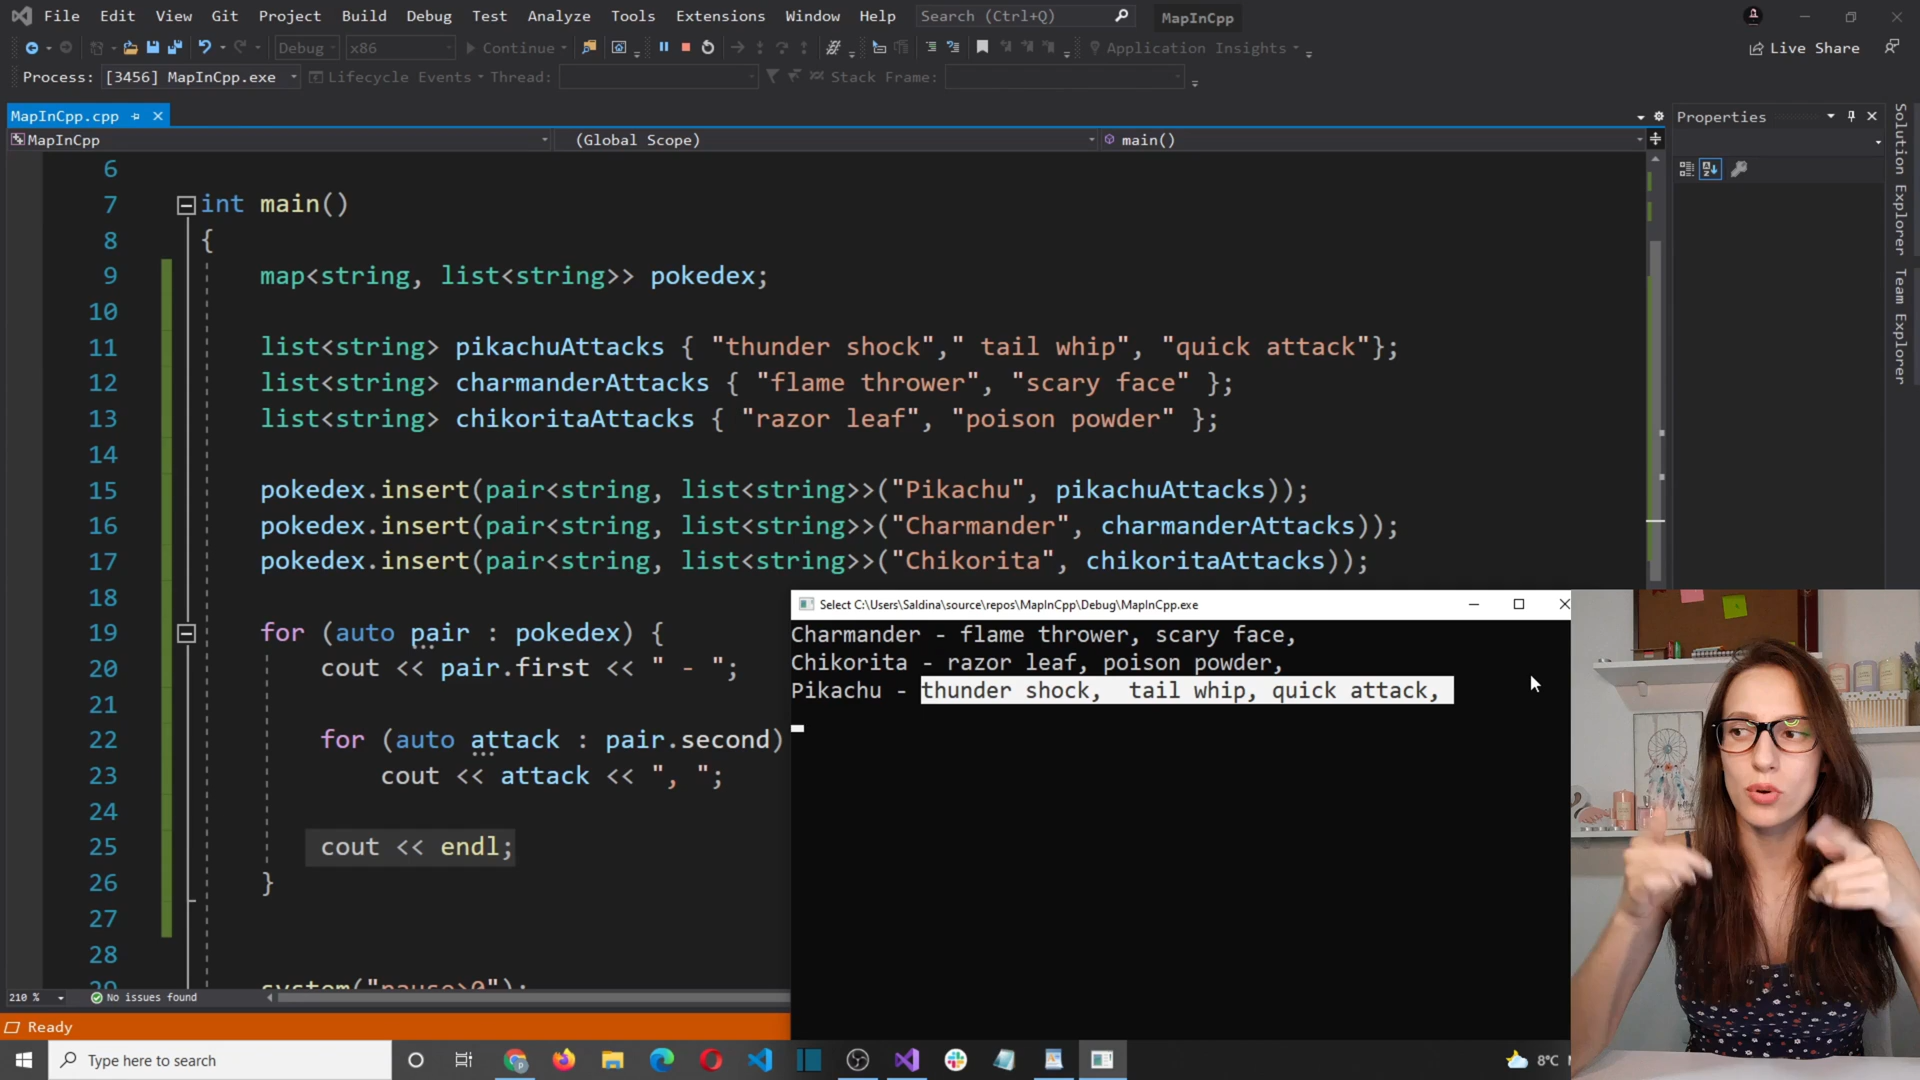 File Edit View Git Project Build Debug Test Analyze Tools Extensions Window Help Search (Ctrl+Q) MapInCpp
Debug x86 Continue Application Insights Live Share
Process: [3456] MapInCpp.exe Lifecycle Events Thread: Stack Frame:
MapInCpp.cpp
Properties
MapInCpp (Global Scope) main()
Solution Explorer
Team Explorer
6
7 int main()
8 {
9 map<string, list<string>> pokedex;
10
11 list<string> pikachuAttacks { "thunder shock"," tail whip", "quick attack"};
12 list<string> charmanderAttacks { "flame thrower", "scary face" };
13 list<string> chikoritaAttacks { "razor leaf", "poison powder" };
14
15 pokedex.insert(pair<string, list<string>>("Pikachu", pikachuAttacks));
16 pokedex.insert(pair<string, list<string>>("Charmander", charmanderAttacks));
17 pokedex.insert(pair<string, list<string>>("Chikorita", chikoritaAttacks));
18
19 for (auto pair : pokedex) {
20 cout << pair.first << " - ";
21
22 for (auto attack : pair.second)
23 cout << attack << ", ";
24
25 cout << endl;
26 }
27
28
29 system("pause>0");
Select C:\Users\Saldina\source\repos\MapInCpp\Debug\MapInCpp.exe
Charmander - flame thrower, scary face,
Chikorita - razor leaf, poison powder,
Pikachu - thunder shock,  tail whip, quick attack,
210 % No issues found
Ready
Type here to search
8°C